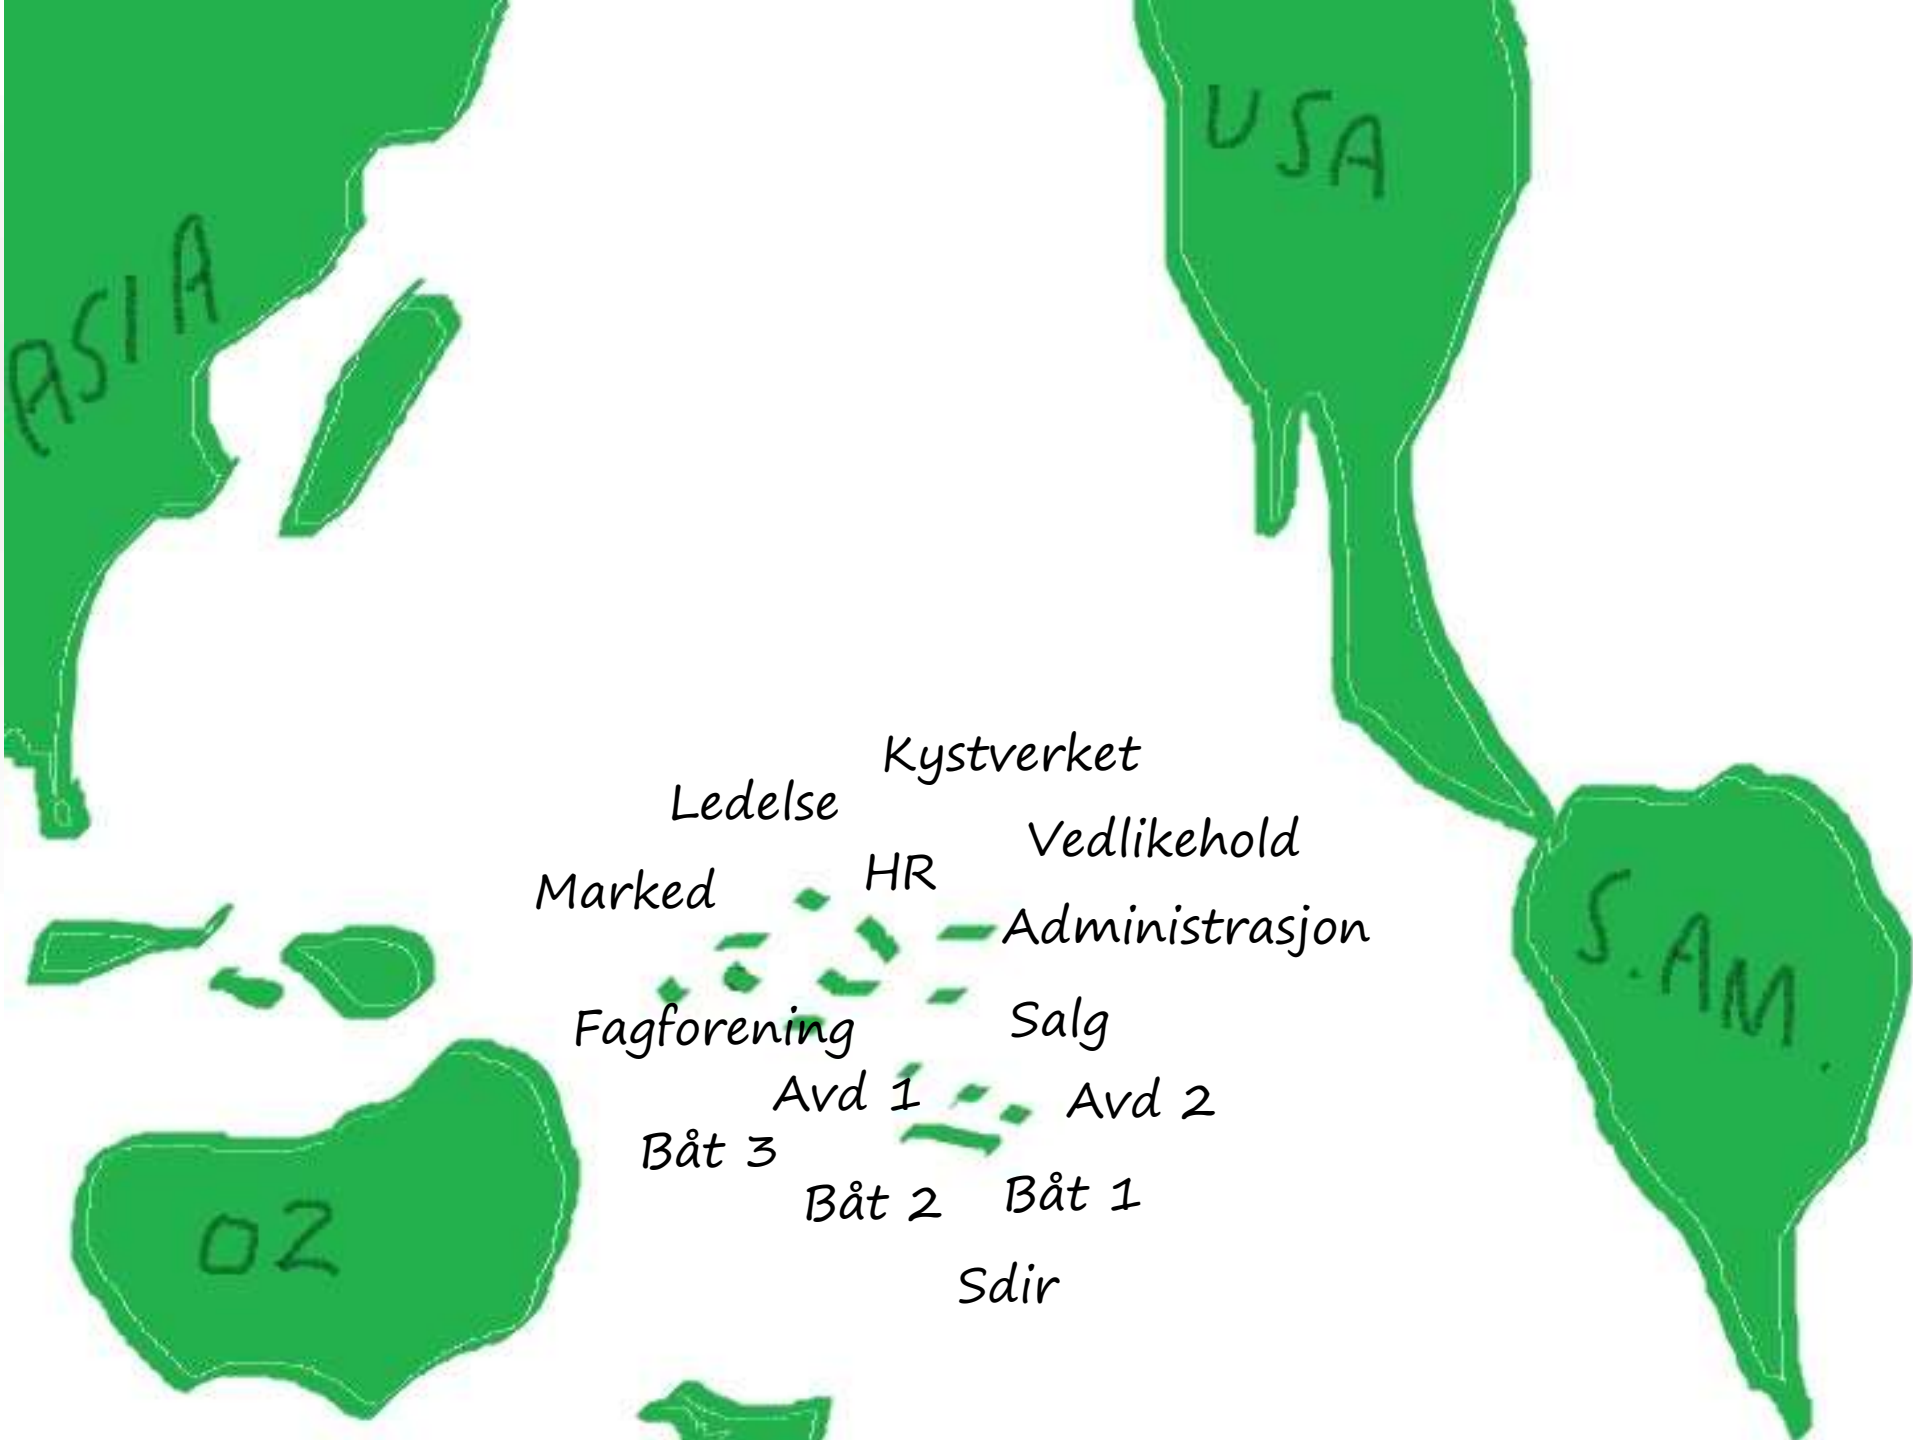 USA
ASIA
Kystverket
Ledelse
Vedlikehold
HR
Marked
Administrasjon
S.AM.
Fagforening
Salg
Avd 1
Avd 2
Båt 3
Båt 2
Båt 1
OZ
Sdir